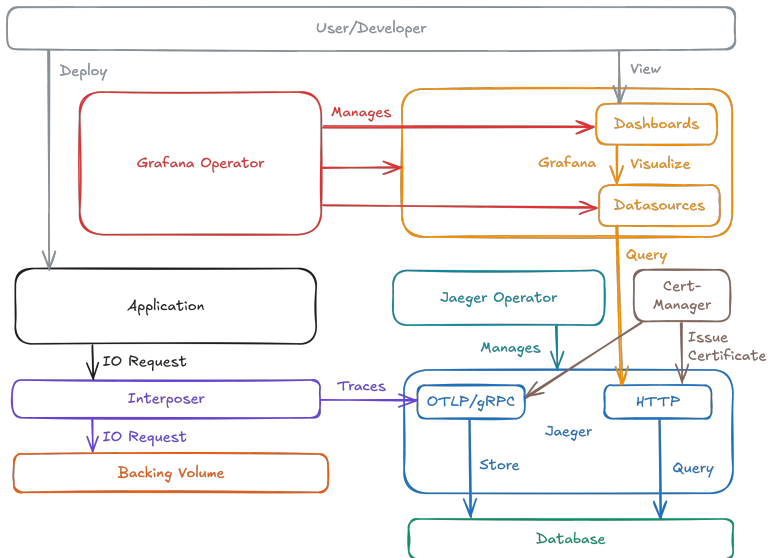 User/Developer
Deploy
View
Manages
Dashboards
Grafana Operator
Grafana
Visualize
Datasources
Query
Application
Jaeger Operator
Cert-
Manager
IO Request
Manages
Issue
Certificate
Interposer
Traces
OTLP/gRPC
HTTP
Jaeger
IO Request
Backing Volume
Store
Query
Database